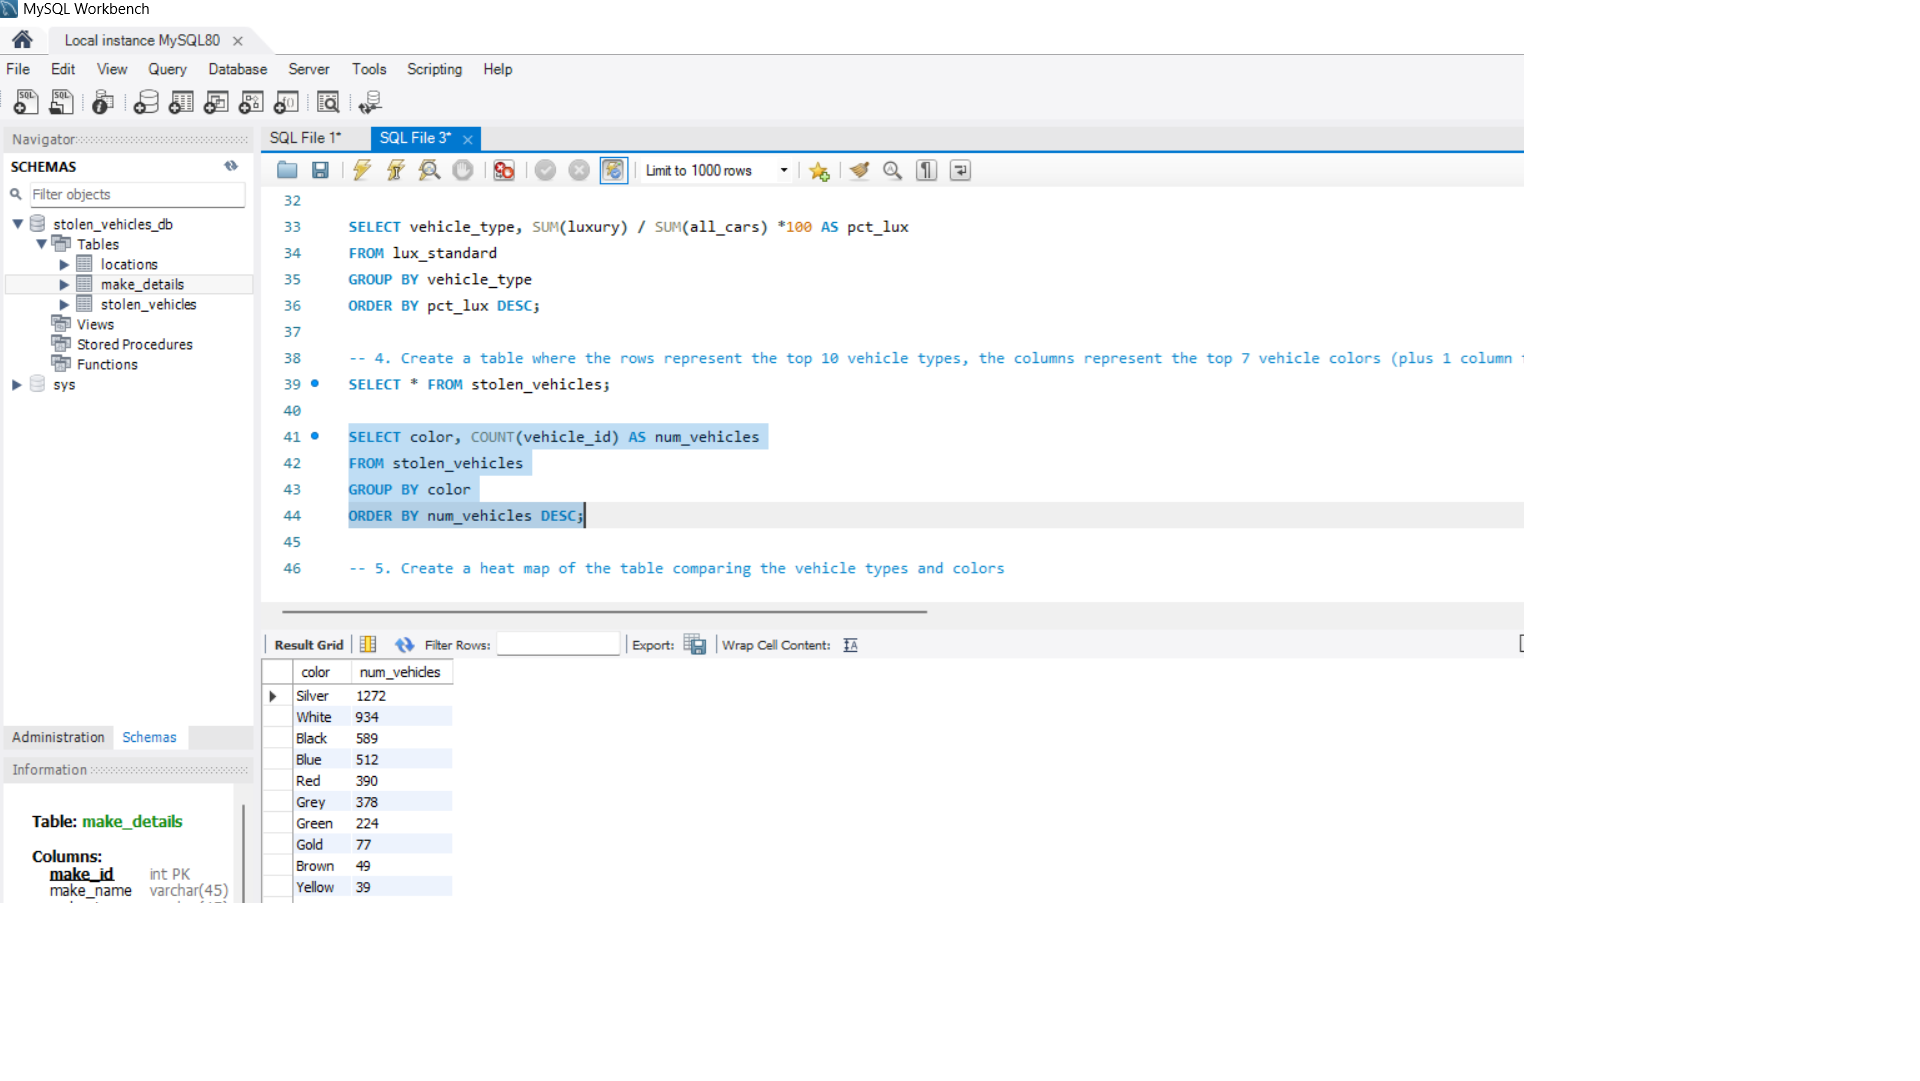 MySQL Workbench
Local instance MySQL80
File Edit View Query Database Server Tools Scripting Help
Navigator
SCHEMAS
Filter objects
stolen_vehicles_db
Tables
locations
make_details
stolen_vehicles
Views
Stored Procedures
Functions
sys
Administration Schemas
Information
Table: make_details
Columns:
make_id int PK
make_name varchar(45)
SQL File 1* SQL File 3*
Limit to 1000 rows
32
33 SELECT vehicle_type, SUM(luxury) / SUM(all_cars) *100 AS pct_lux
34 FROM lux_standard
35 GROUP BY vehicle_type
36 ORDER BY pct_lux DESC;
37
38 -- 4. Create a table where the rows represent the top 10 vehicle types, the columns represent the top 7 vehicle colors (plus 1 column
39 SELECT * FROM stolen_vehicles;
40
41 SELECT color, COUNT(vehicle_id) AS num_vehicles
42 FROM stolen_vehicles
43 GROUP BY color
44 ORDER BY num_vehicles DESC;
45
46 -- 5. Create a heat map of the table comparing the vehicle types and colors
Result Grid Filter Rows: Export: Wrap Cell Content:
color num_vehicles
Silver 1272
White 934
Black 589
Blue 512
Red 390
Grey 378
Green 224
Gold 77
Brown 49
Yellow 39